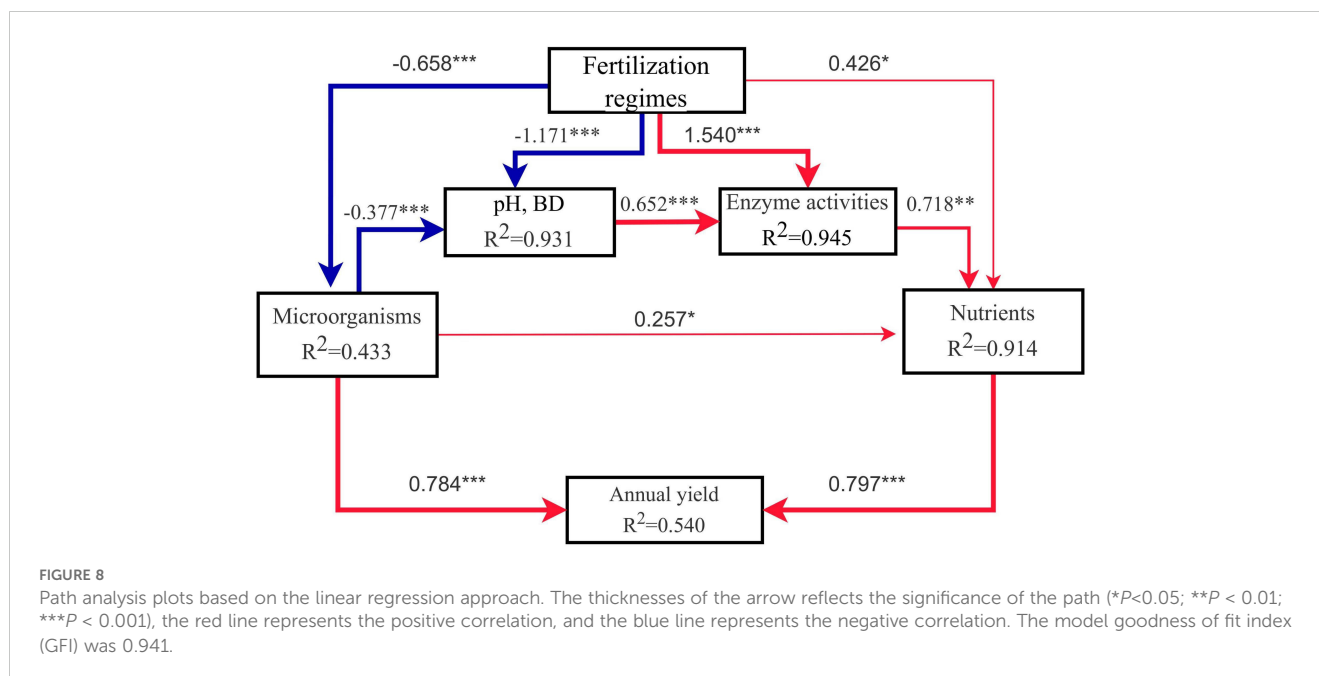 Fertilization
regimes
-0.658***
0.426*
-1.171***
1.540***
-0.377***
pH, BD
R²=0.931
0.652***
Enzyme activities
R²=0.945
0.718**
Microorganisms
R²=0.433
0.257*
Nutrients
R²=0.914
0.784***
Annual yield
R²=0.540
0.797***
FIGURE 8
Path analysis plots based on the linear regression approach. The thicknesses of the arrow reflects the significance of the path (*P<0.05; **P < 0.01;
***P < 0.001), the red line represents the positive correlation, and the blue line represents the negative correlation. The model goodness of fit index
(GFI) was 0.941.